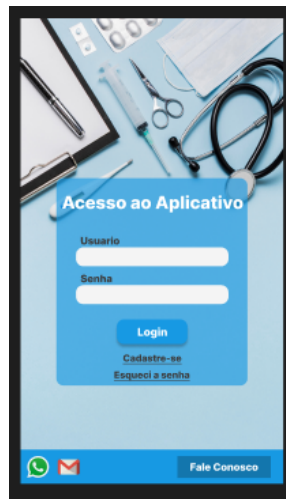 Acesso ao Aplicativo
Usuario
Senha
Login
Cadastre-se
Esqueci a senha
Fale Conosco